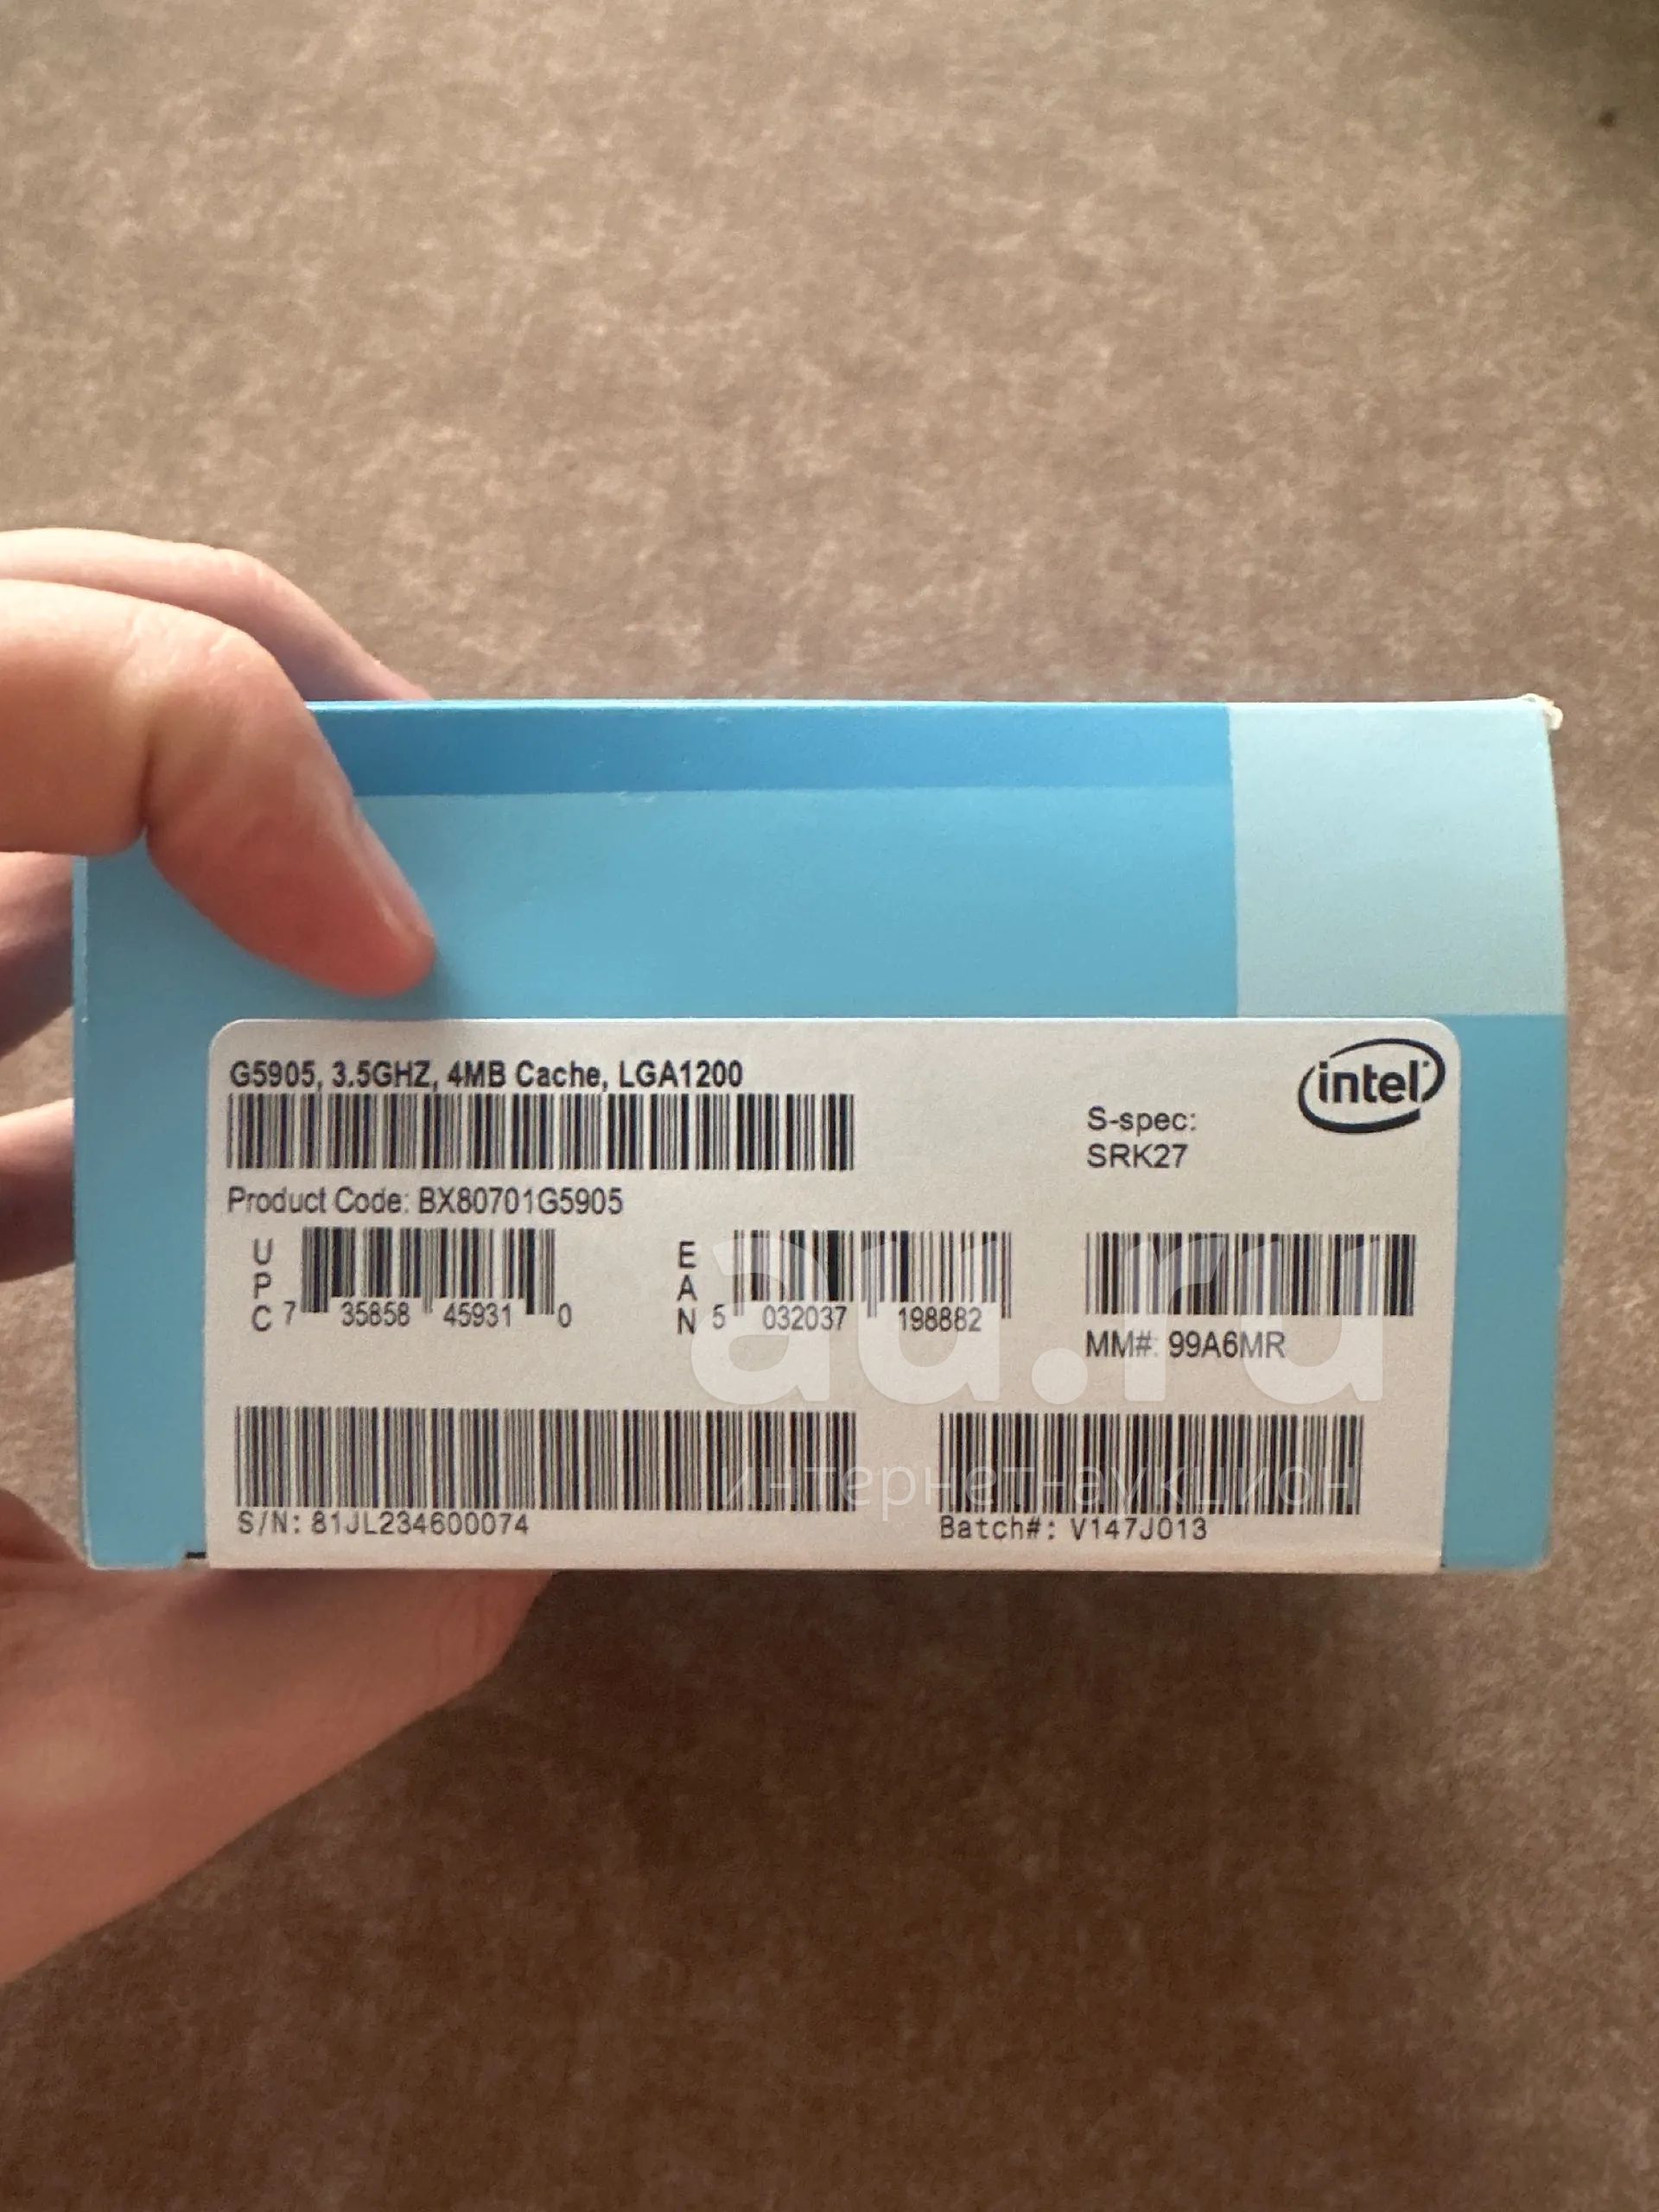 G5905, 3.5GHZ, 4MB Cache, LGA1200
intel
S-spec:
SRK27
Product Code: BX80701G5905
UPC 7 35858 45931 0
EAN 5 032037 198882
MM#: 99A6MR
S/N: 81JL234600074
Batch#: V147J013
au.ru
интернет-аукцион